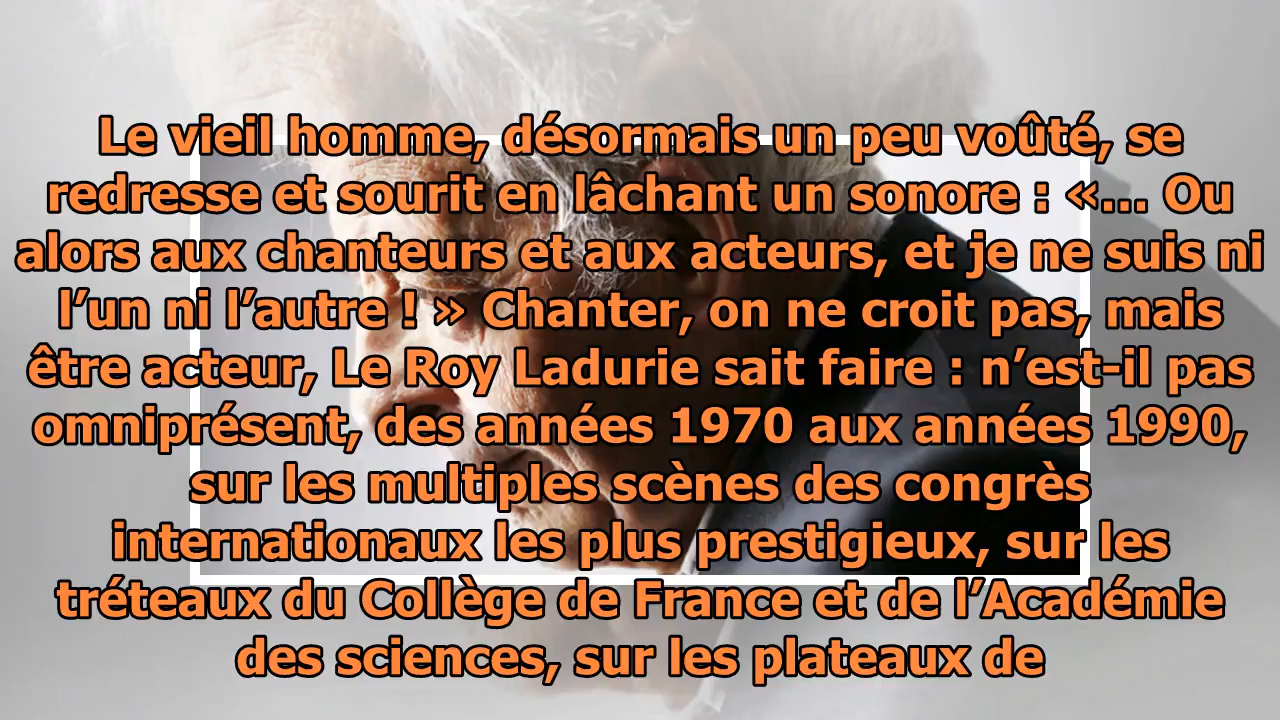 Le vieil homme, désormais un peu voûté, se
redresse et sourit en lâchant un sonore : «… Ou
alors aux chanteurs et aux acteurs, et je ne suis ni
l’un ni l’autre ! » Chanter, on ne croit pas, mais
être acteur, Le Roy Ladurie sait faire : n’est-il pas
omniprésent, des années 1970 aux années 1990,
sur les multiples scènes des congrès
internationaux les plus prestigieux, sur les
tréteaux du Collège de France et de l’Académie
des sciences, sur les plateaux de